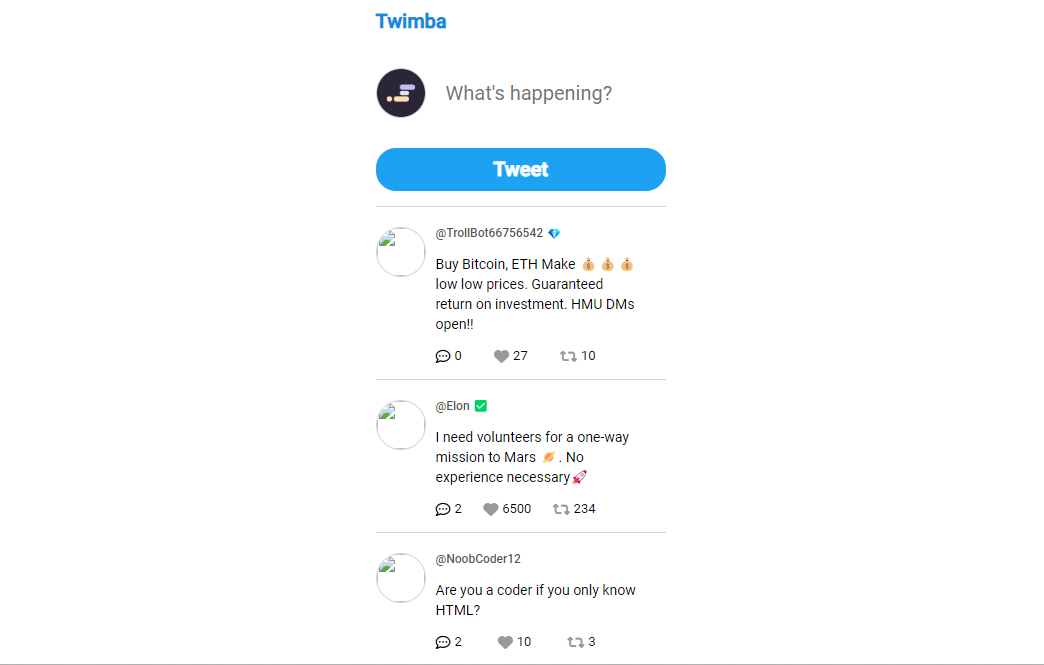 Twimba
What's happening?
Tweet
@TrollBot66756542 💎
Buy Bitcoin, ETH Make 💰 💰 💰
low low prices. Guaranteed
return on investment. HMU DMs
open!!
0 27 10
@Elon ✅
I need volunteers for a one-way
mission to Mars 🪐. No
experience necessary🚀
2 6500 234
@NoobCoder12
Are you a coder if you only know
HTML?
2 10 3